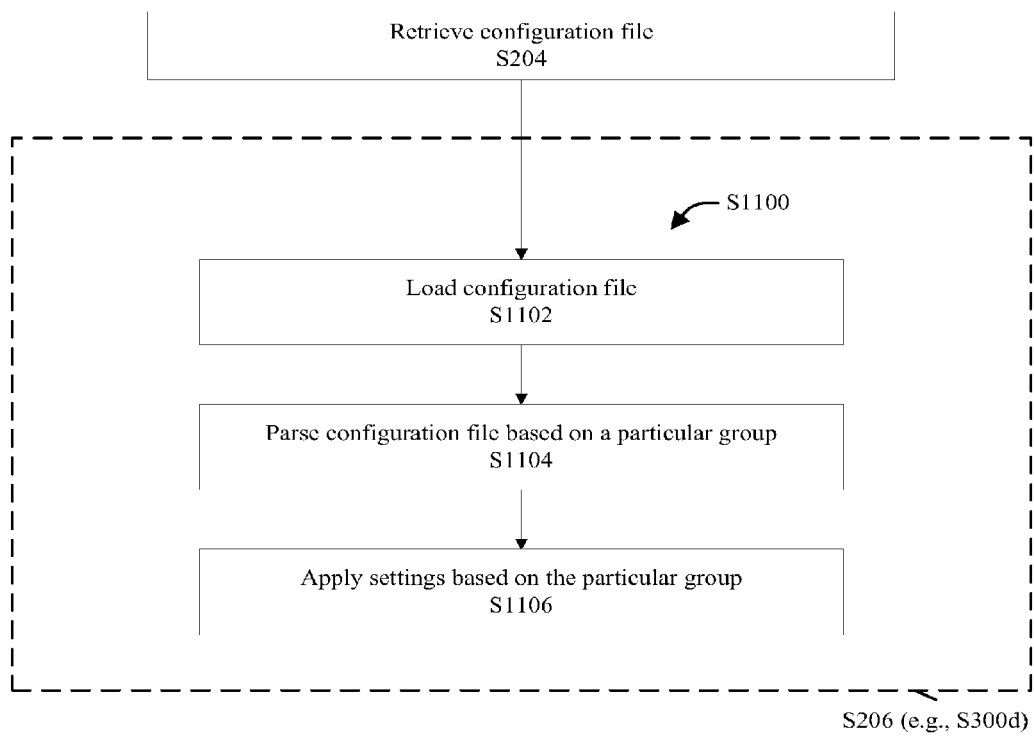 Retrieve configuration file
S204
S1100
Load configuration file
S1102
Parse configuration file based on a particular group
S1104
Apply settings based on the particular group
S1106
S206 (e.g., S300d)